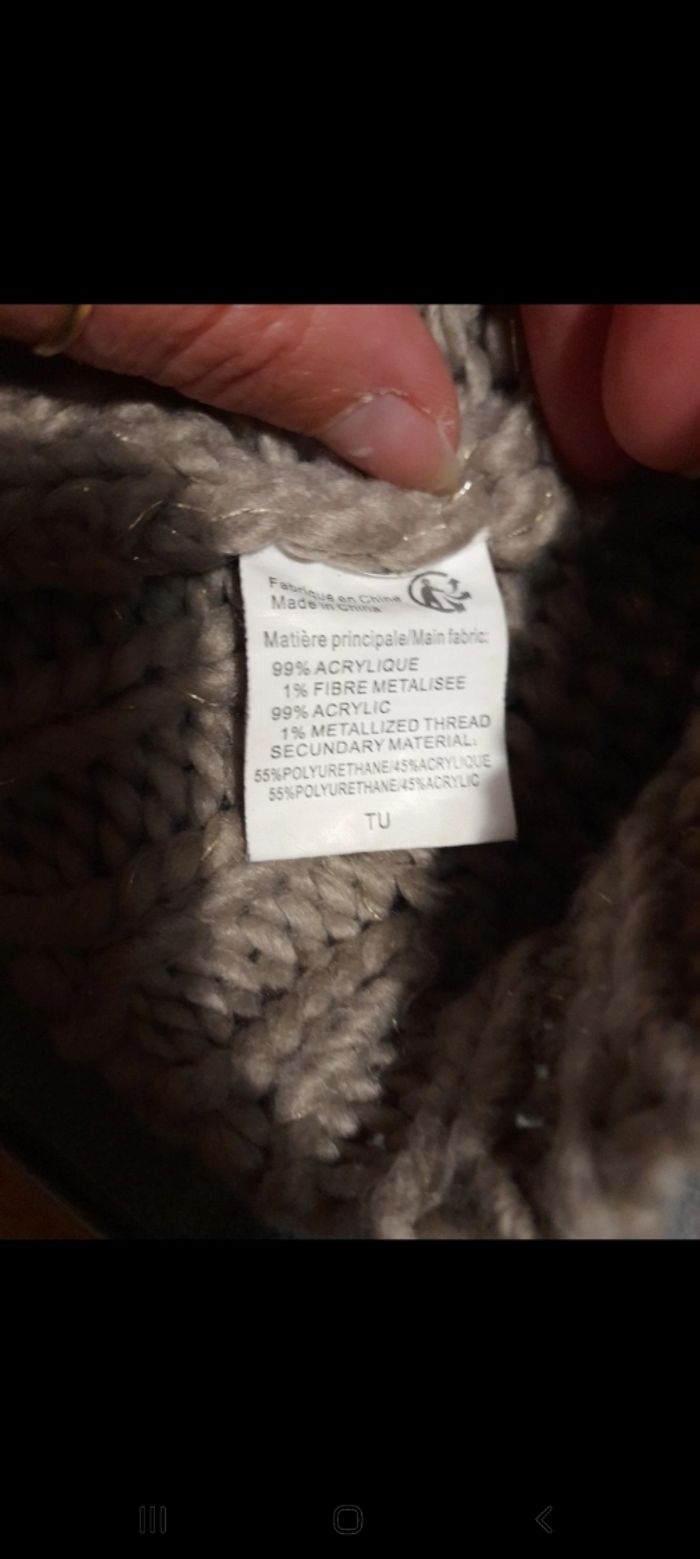 Fabrique en Chine
Made in China
Matière principale/Main fabric:
99% ACRYLIQUE
1% FIBRE METALISEE
99% ACRYLIC
1% METALLIZED THREAD
SECUNDARY MATERIAL:
55%POLYURETHANE/45%ACRYLIQUE
55%POLYURETHANE/45%ACRYLIC
TU